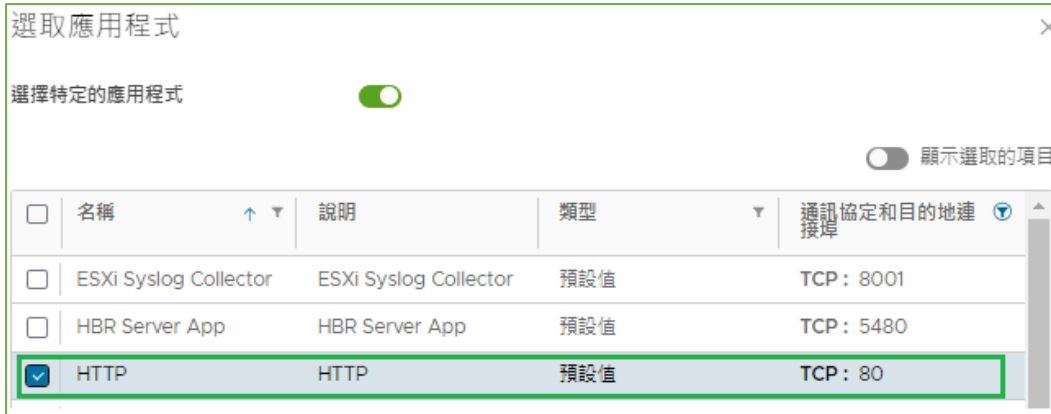 選取應用程式
選擇特定的應用程式
顯示選取的項目
名稱 說明 類型 通訊協定和目的地連
接埠
ESXi Syslog Collector ESXi Syslog Collector 預設值 TCP : 8001
HBR Server App HBR Server App 預設值 TCP : 5480
HTTP HTTP 預設值 TCP : 80